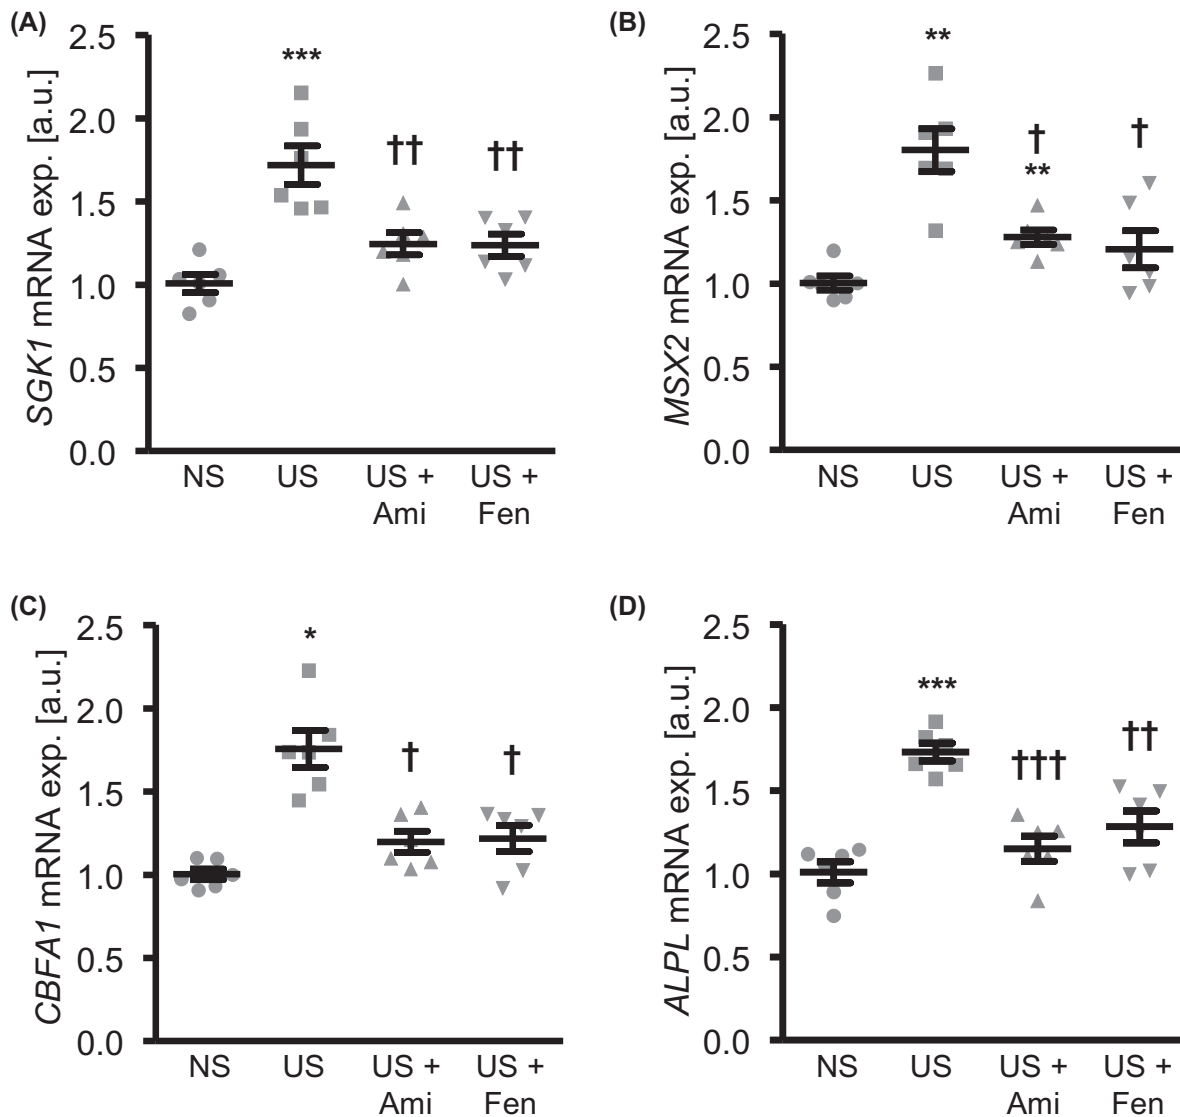 (A)
SGK1 mRNA exp. [a.u.]
2.5
2.0
1.5
1.0
0.5
0.0
***
††
††
NS
US
US +
Ami
US +
Fen
(B)
MSX2 mRNA exp. [a.u.]
2.5
2.0
1.5
1.0
0.5
0.0
**
†
**
†
NS
US
US +
Ami
US +
Fen
(C)
CBFA1 mRNA exp. [a.u.]
2.5
2.0
1.5
1.0
0.5
0.0
*
†
†
NS
US
US +
Ami
US +
Fen
(D)
ALPL mRNA exp. [a.u.]
2.5
2.0
1.5
1.0
0.5
0.0
***
†††
††
NS
US
US +
Ami
US +
Fen